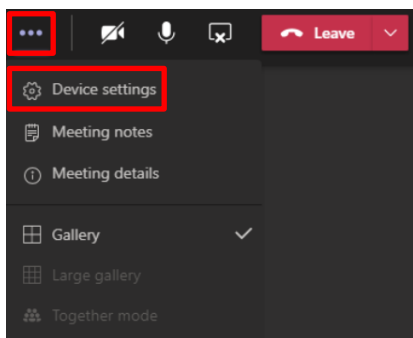 Leave
Device settings
Meeting notes
Meeting details
Gallery
Large gallery
Together mode